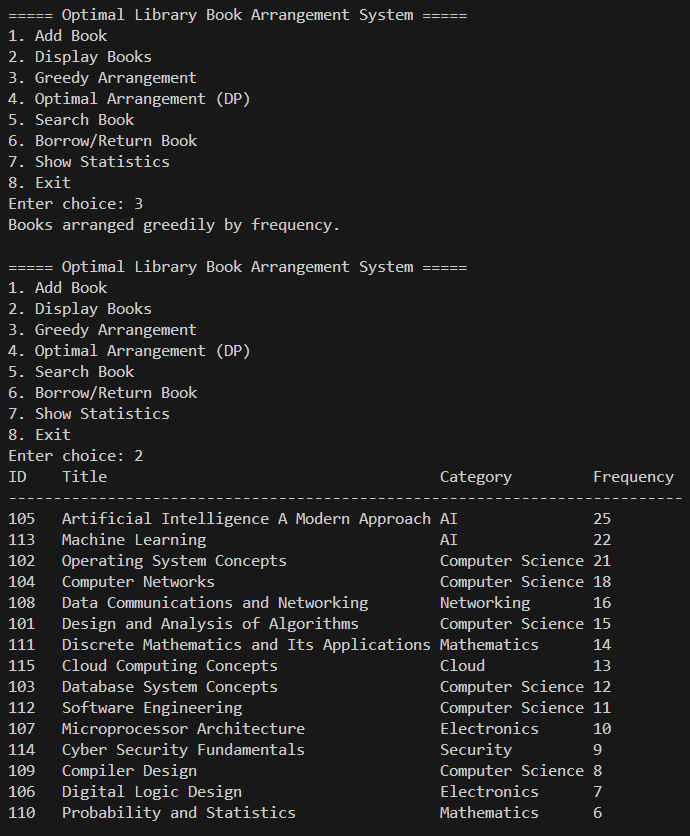 ===== Optimal Library Book Arrangement System =====
1. Add Book
2. Display Books
3. Greedy Arrangement
4. Optimal Arrangement (DP)
5. Search Book
6. Borrow/Return Book
7. Show Statistics
8. Exit
Enter choice: 3
Books arranged greedily by frequency.

===== Optimal Library Book Arrangement System =====
1. Add Book
2. Display Books
3. Greedy Arrangement
4. Optimal Arrangement (DP)
5. Search Book
6. Borrow/Return Book
7. Show Statistics
8. Exit
Enter choice: 2
ID    Title                                     Category         Frequency
---------------------------------------------------------------------------
105   Artificial Intelligence A Modern Approach AI               25
113   Machine Learning                          AI               22
102   Operating System Concepts                 Computer Science 21
104   Computer Networks                         Computer Science 18
108   Data Communications and Networking        Networking       16
101   Design and Analysis of Algorithms         Computer Science 15
111   Discrete Mathematics and Its Applications Mathematics      14
115   Cloud Computing Concepts                  Cloud            13
103   Database System Concepts                  Computer Science 12
112   Software Engineering                      Computer Science 11
107   Microprocessor Architecture               Electronics      10
114   Cyber Security Fundamentals               Security         9
109   Compiler Design                           Computer Science 8
106   Digital Logic Design                      Electronics      7
110   Probability and Statistics                Mathematics      6